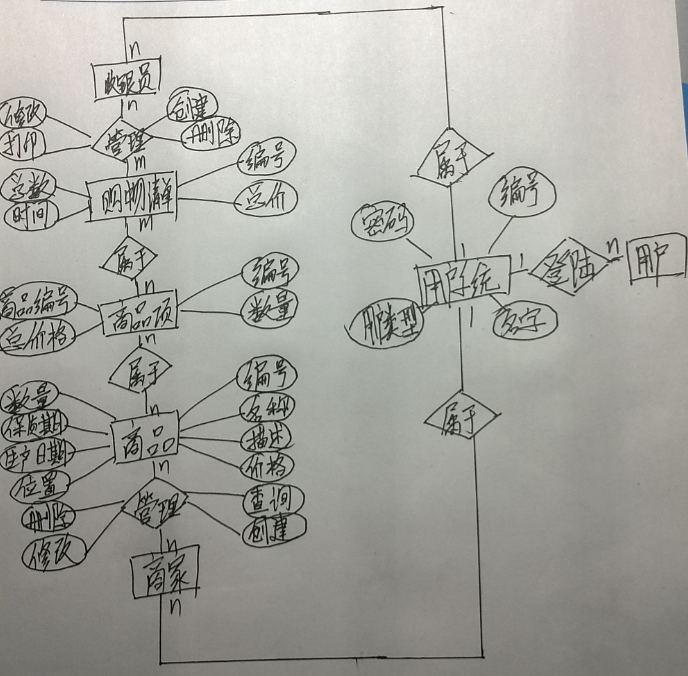 n
收银员
n
修改
创建
打印
管理
删除
m
编号
总数
购物清单
时间
总价
m
属于
n
编号
商品编号
商品项
数量
总价格
n
属于
编号
n
数量
名称
保质期
商品
描述
生产日期
价格
位置
n
查询
删除
管理
创建
修改
n
商家
n
属于
密码
编号
1
用户系统
1
登陆
n
用户
用户类型
1
名字
属于